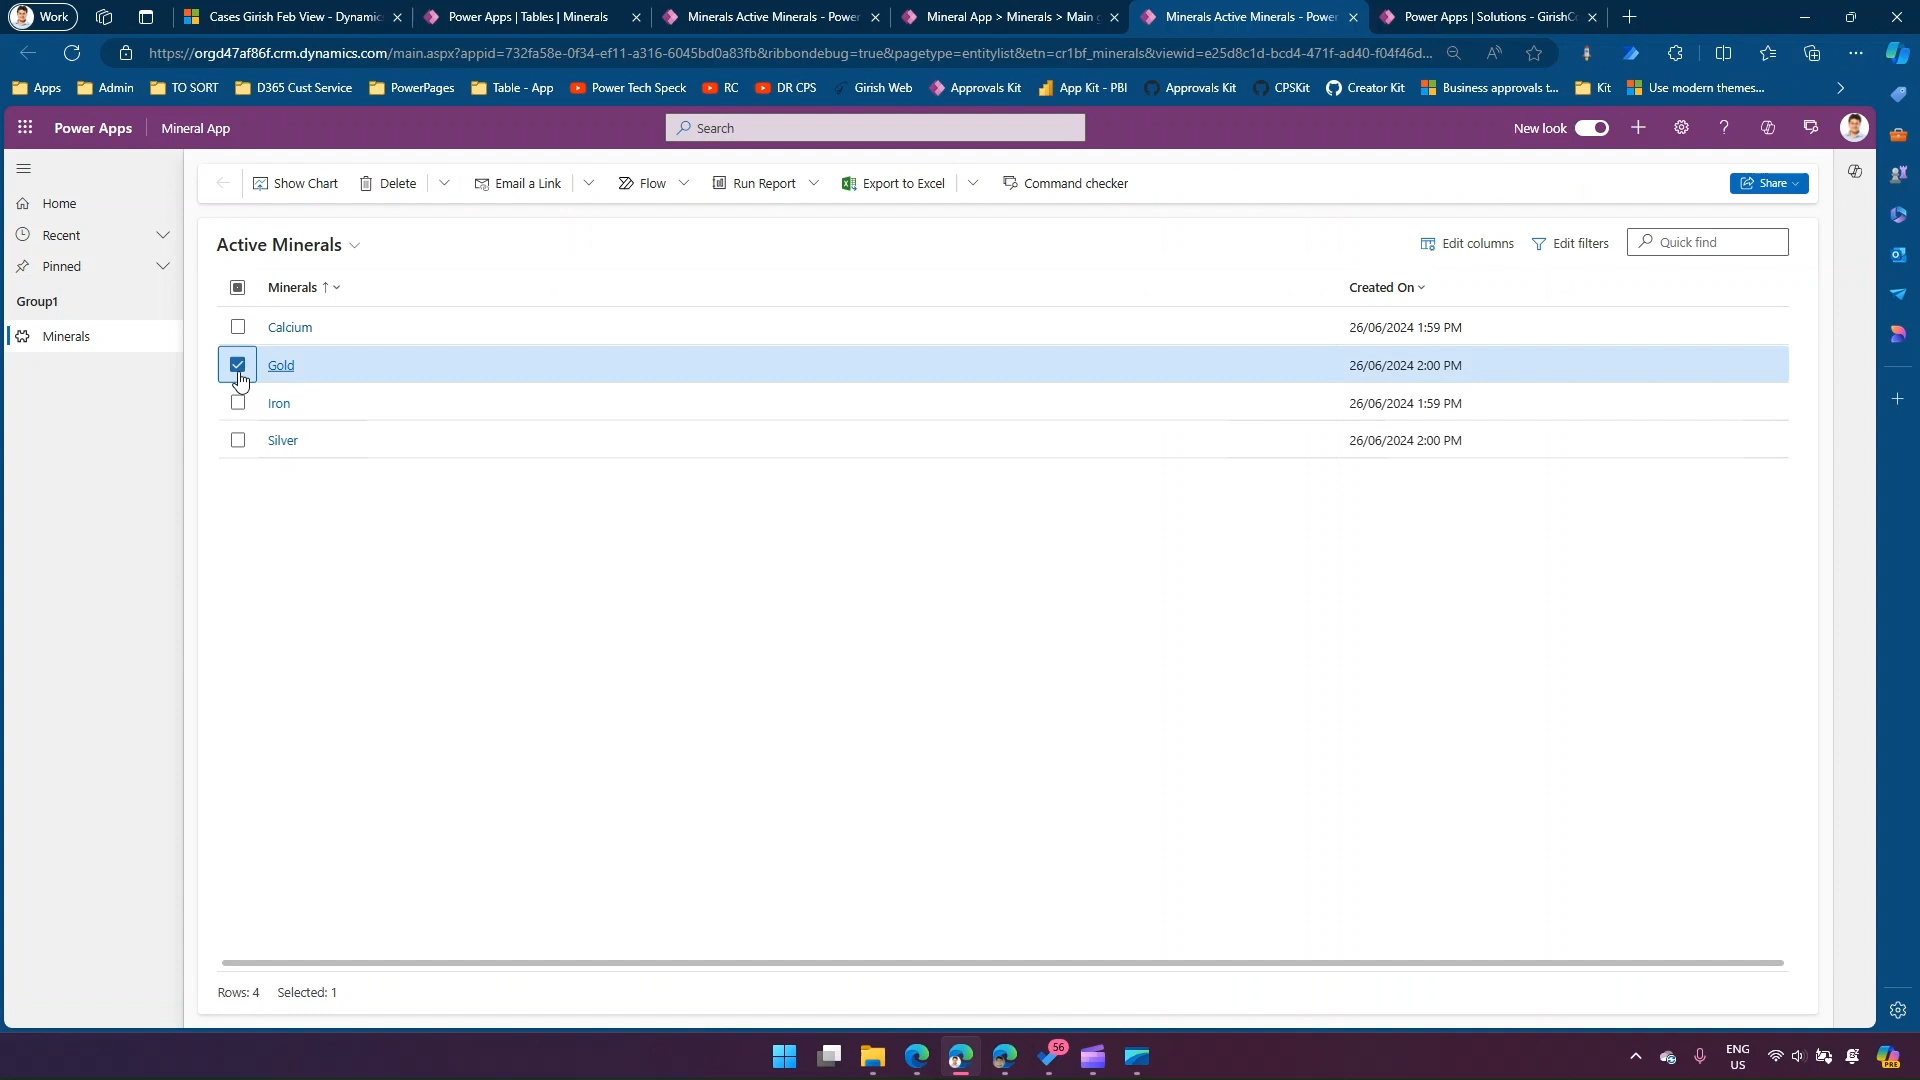 Work
Cases Girish Feb View - Dynamic
Power Apps | Tables | Minerals
Minerals Active Minerals - Power
Mineral App > Minerals > Main
Minerals Active Minerals - Power
Power Apps | Solutions - GirishCo
https://orgd47af86f.crm.dynamics.com/main.aspx?appid=732fa58e-0f34-ef11-a316-6045bd0a83fb&ribbondebug=true&pagetype=entitylist&etn=cr1bf_minerals&viewid=e25d8c1d-bcd4-471f-ad40-f04f46d...
Apps
Admin
TO SORT
D365 Cust Service
PowerPages
Table - App
Power Tech Speck
RC
DR CPS
Girish Web
Approvals Kit
App Kit - PBI
Approvals Kit
CPSKit
Creator Kit
Business approvals t...
Kit
Use modern themes...
Power Apps
Mineral App
Search
New look
Home
Recent
Pinned
Group1
Minerals
Show Chart
Delete
Email a Link
Flow
Run Report
Export to Excel
Command checker
Share
Active Minerals
Edit columns
Edit filters
Quick find
Minerals ↑
Created On
Calcium
26/06/2024 1:59 PM
Gold
26/06/2024 2:00 PM
Iron
26/06/2024 1:59 PM
Silver
26/06/2024 2:00 PM
Rows: 4
Selected: 1
56
ENG
US
PRE